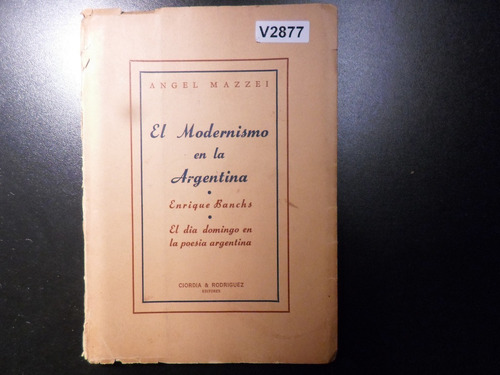 V2877
ANGEL MAZZEI
El Modernismo
en la
Argentina
Enrique Banchs
El día domingo en
la poesía argentina
CIORDIA & RODRIGUEZ
EDITORES